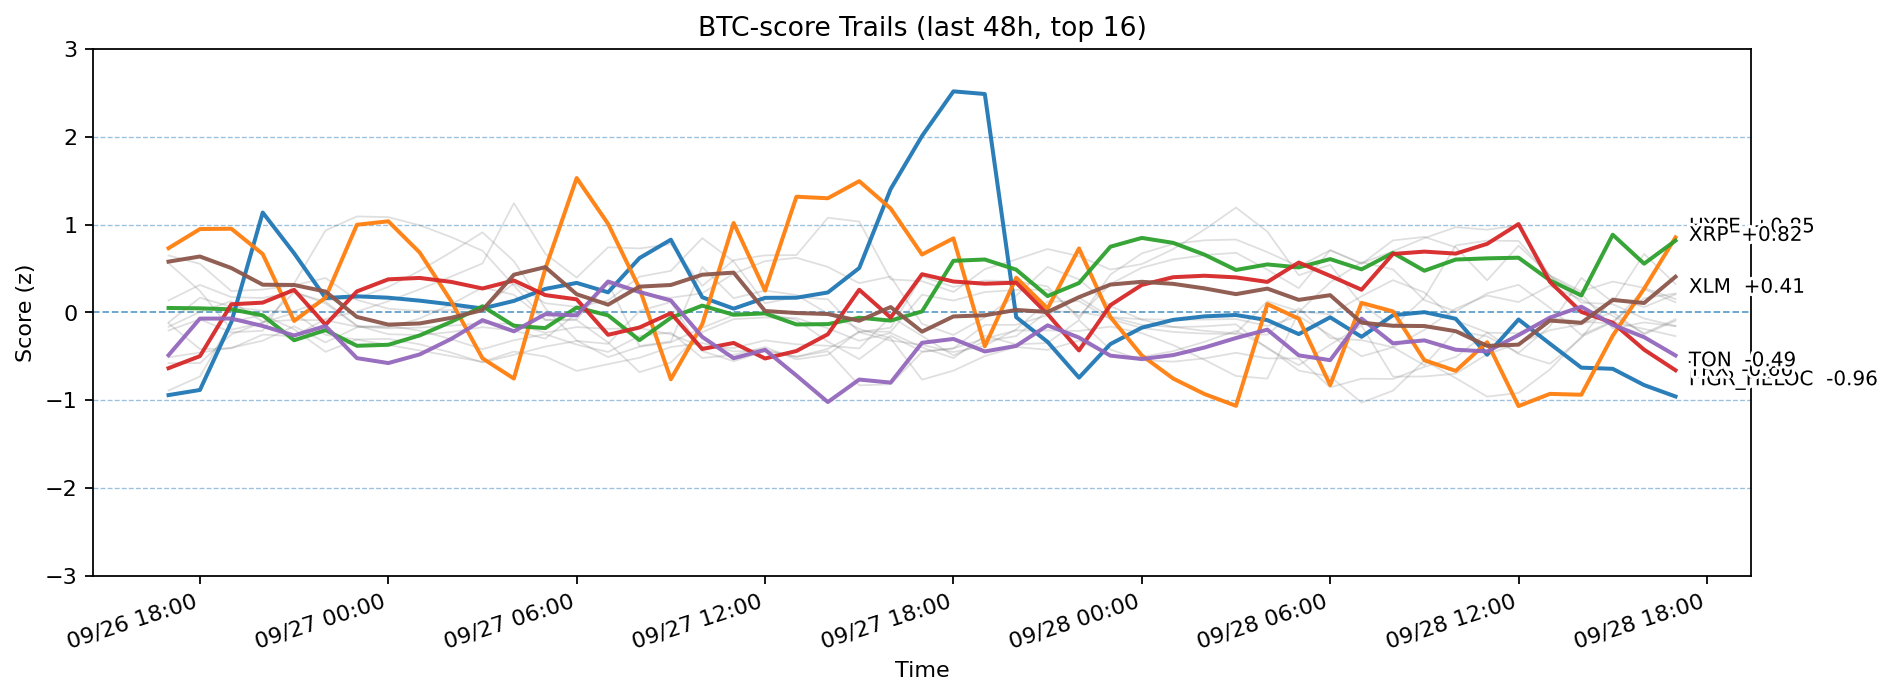 BTC-score Trails (last 48h, top 16)
Score (z)
3
2
1
0
−1
−2
−3
HYPE +0.85
XRP +0.82
XLM +0.41
TON -0.49
-0.96
09/26 18:00
09/27 00:00
09/27 06:00
09/27 12:00
09/27 18:00
09/28 00:00
09/28 06:00
09/28 12:00
09/28 18:00
Time